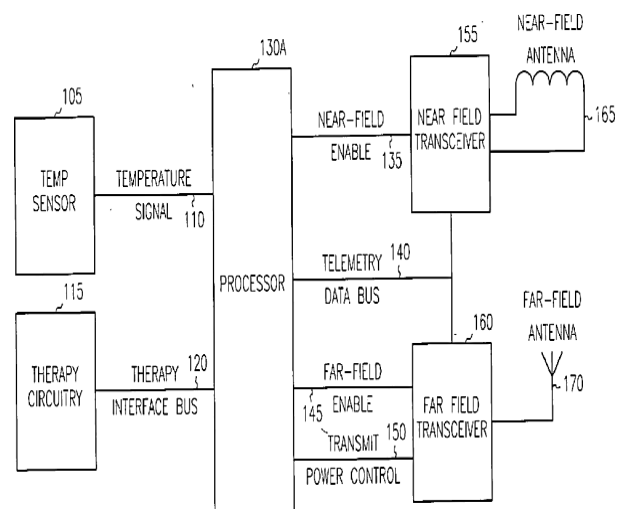 130A
155
NEAR-FIELD
ANTENNA
105
165
NEAR-FIELD
ENABLE
135
NEAR FIELD
TRANSCEIVER
TEMP
SENSOR
TEMPERATURE
SIGNAL
110
PROCESSOR
TELEMETRY
140
DATA BUS
115
160
FAR-FIELD
ANTENNA
170
THERAPY
CIRCUITRY
THERAPY
120
INTERFACE BUS
FAR-FIELD
ENABLE
145
TRANSMIT
150
POWER CONTROL
FAR FIELD
TRANSCEIVER